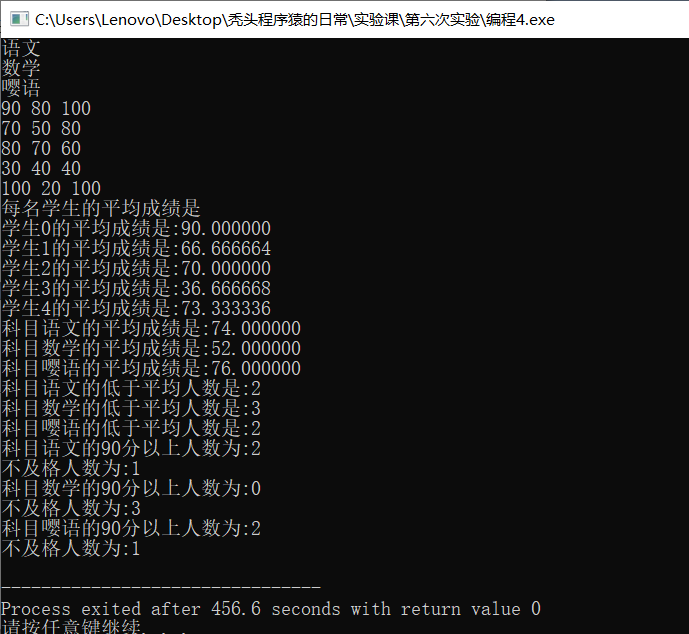 C:\Users\Lenovo\Desktop\秃头程序猿的日常\实验课\第六次实验\编程4.exe
语文
数学
嘤语
90 80 100
70 50 80
80 70 60
30 40 40
100 20 100
每名学生的平均成绩是
学生0的平均成绩是:90.000000
学生1的平均成绩是:66.666664
学生2的平均成绩是:70.000000
学生3的平均成绩是:36.666668
学生4的平均成绩是:73.333336
科目语文的平均成绩是:74.000000
科目数学的平均成绩是:52.000000
科目嘤语的平均成绩是:76.000000
科目语文的低于平均人数是:2
科目数学的低于平均人数是:3
科目嘤语的低于平均人数是:2
科目语文的90分以上人数为:2
不及格人数为:1
科目数学的90分以上人数为:0
不及格人数为:3
科目嘤语的90分以上人数为:2
不及格人数为:1
--------------------------------
Process exited after 456.6 seconds with return value 0
请按任意键继续. . .